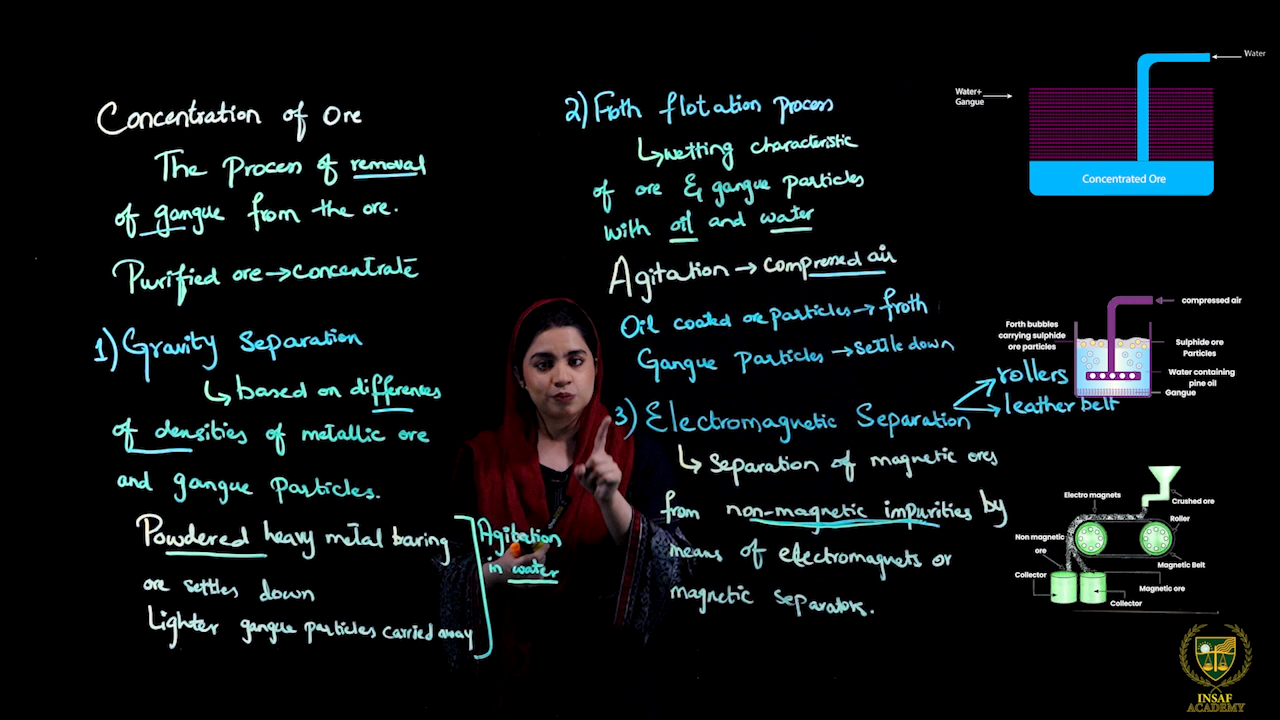 Concentration of Ore
The Process of removal
of gangue from the ore.
Purified ore → concentrate
1) Gravity Separation
↳ based on differences
of densities of metallic ore
and gangue particles.
Powdered heavy metal baring
ore settles down
Lighter gangue particles carried away
Agitation
in water
2) Froth flotation process
↳ wetting characteristic
of ore & gangue particles
with oil and water
Agitation → compressed air
Oil coated ore particles → froth
Gangue Particles → settle down
3) Electromagnetic Separation
rollers
leather belt
↳ Separation of magnetic ores
from non-magnetic impurities by
means of electromagnets or
magnetic separators.
Water
Water+
Gangue
Concentrated Ore
compressed air
Forth bubbles
carrying sulphide
ore particles
Sulphide ore
Particles
Water containing
pine oil
Gangue
Electro magnets
Crushed ore
Roller
Non magnetic
ore
Magnetic Belt
Collector
Magnetic ore
Collector
INSAF
ACADEMY